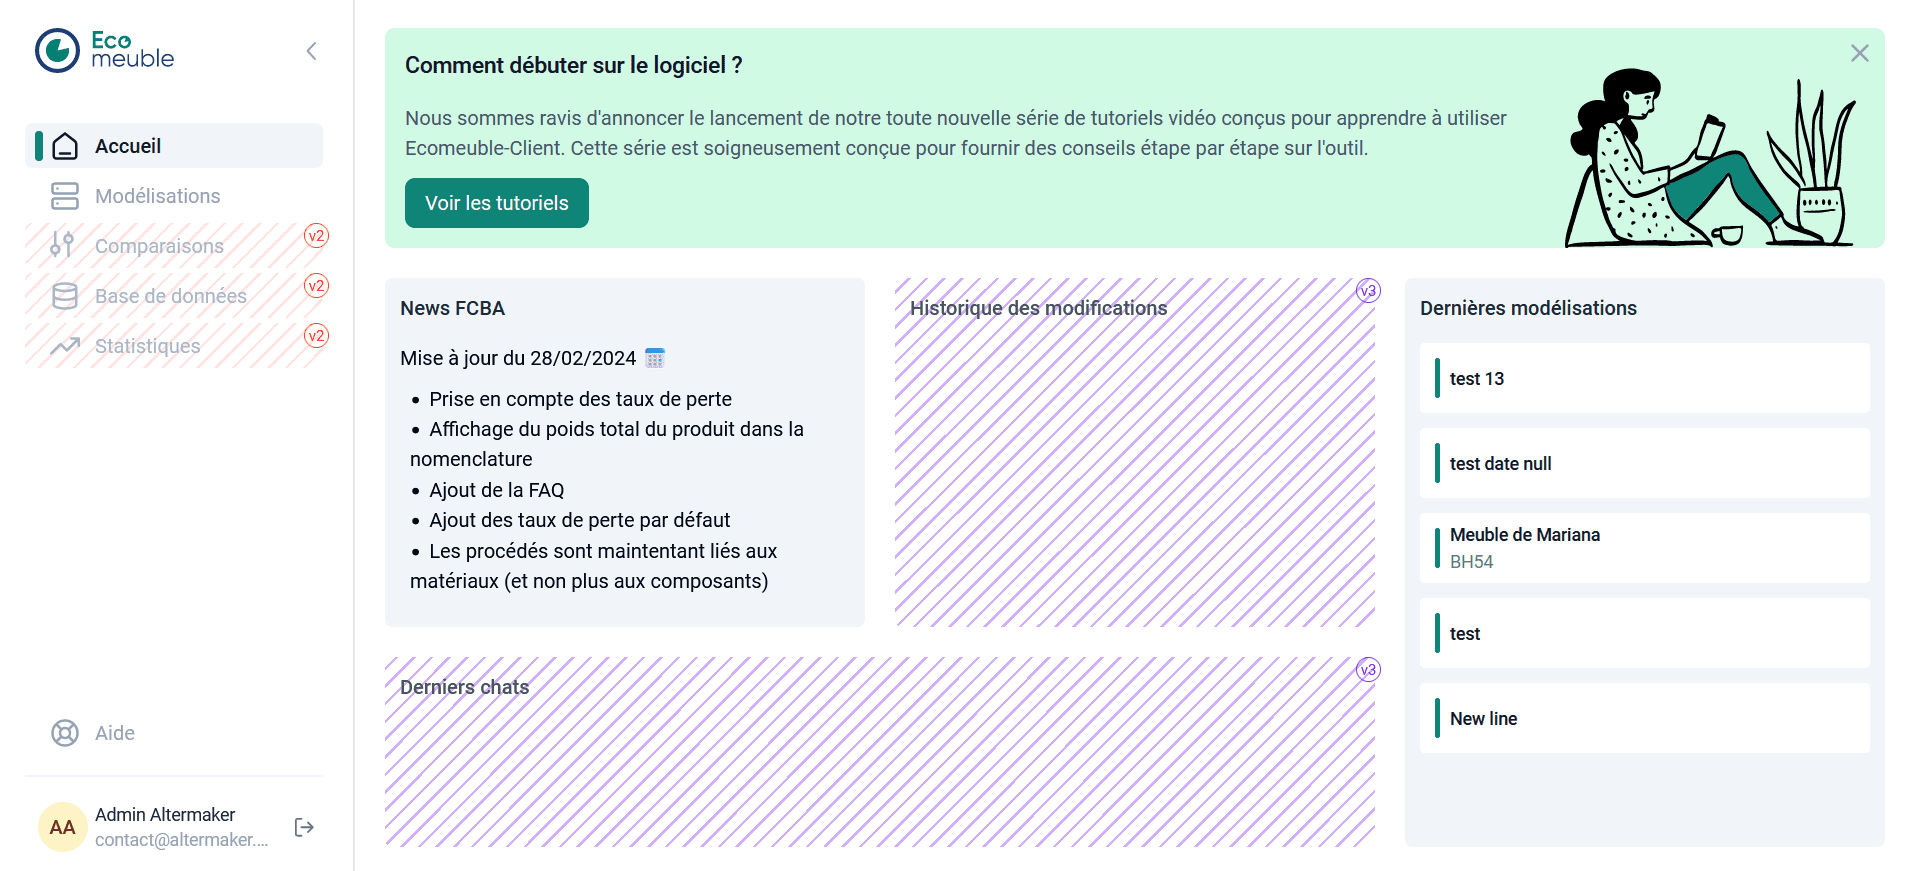 Eco
meuble
Accueil
Modélisations
Comparaisons
v2
Base de données
v2
Statistiques
v2
Aide
AA
Admin Altermaker
contact@altermaker....
Comment débuter sur le logiciel ?
Nous sommes ravis d'annoncer le lancement de notre toute nouvelle série de tutoriels vidéo conçus pour apprendre à utiliser
Ecomeuble-Client. Cette série est soigneusement conçue pour fournir des conseils étape par étape sur l'outil.
Voir les tutoriels
News FCBA
Mise à jour du 28/02/2024
• Prise en compte des taux de perte
• Affichage du poids total du produit dans la
nomenclature
• Ajout de la FAQ
• Ajout des taux de perte par défaut
• Les procédés sont maintentant liés aux
matériaux (et non plus aux composants)
Historique des modifications
v3
Derniers chats
v3
Dernières modélisations
test 13
test date null
Meuble de Mariana
BH54
test
New line